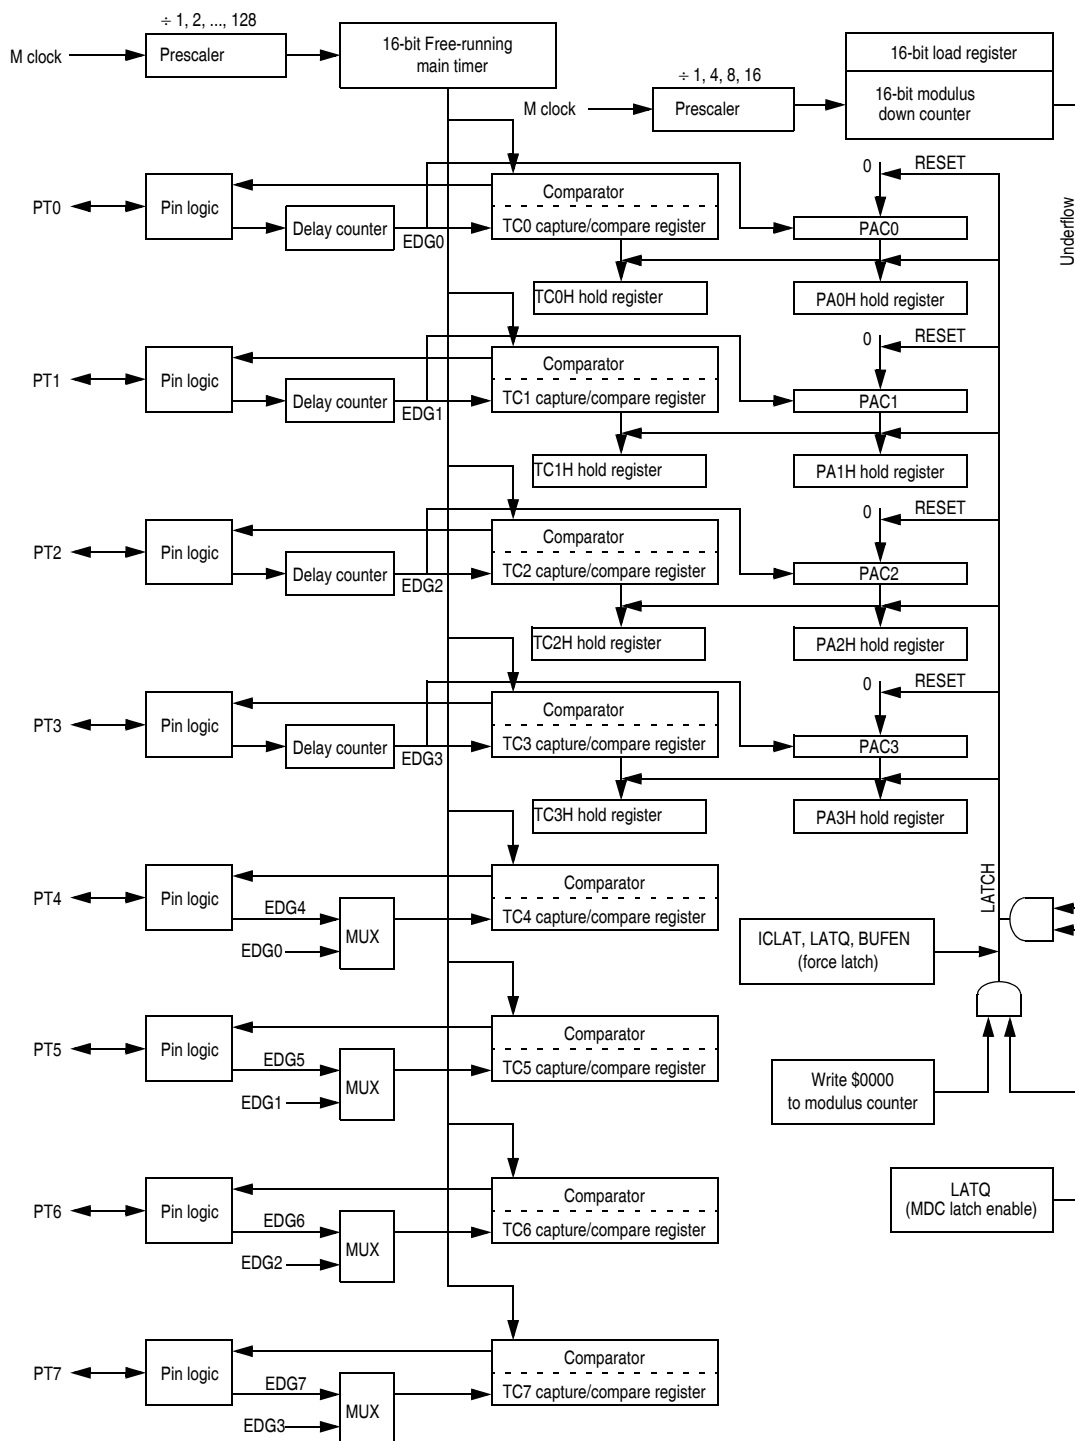 ÷ 1, 2, ..., 128
M clock
Prescaler
16-bit Free-running
main timer
÷ 1, 4, 8, 16
M clock
Prescaler
16-bit load register
16-bit modulus
down counter
Underflow
PT0
Pin logic
Delay counter
EDG0
Comparator
TC0 capture/compare register
TC0H hold register
0
RESET
PAC0
PA0H hold register
PT1
Pin logic
Delay counter
EDG1
Comparator
TC1 capture/compare register
TC1H hold register
0
RESET
PAC1
PA1H hold register
PT2
Pin logic
Delay counter
EDG2
Comparator
TC2 capture/compare register
TC2H hold register
0
RESET
PAC2
PA2H hold register
PT3
Pin logic
Delay counter
EDG3
Comparator
TC3 capture/compare register
TC3H hold register
0
RESET
PAC3
PA3H hold register
PT4
Pin logic
EDG4
EDG0
MUX
Comparator
TC4 capture/compare register
LATCH
ICLAT, LATQ, BUFEN
(force latch)
PT5
Pin logic
EDG5
EDG1
MUX
Comparator
TC5 capture/compare register
Write $0000
to modulus counter
PT6
Pin logic
EDG6
EDG2
MUX
Comparator
TC6 capture/compare register
LATQ
(MDC latch enable)
PT7
Pin logic
EDG7
EDG3
MUX
Comparator
TC7 capture/compare register